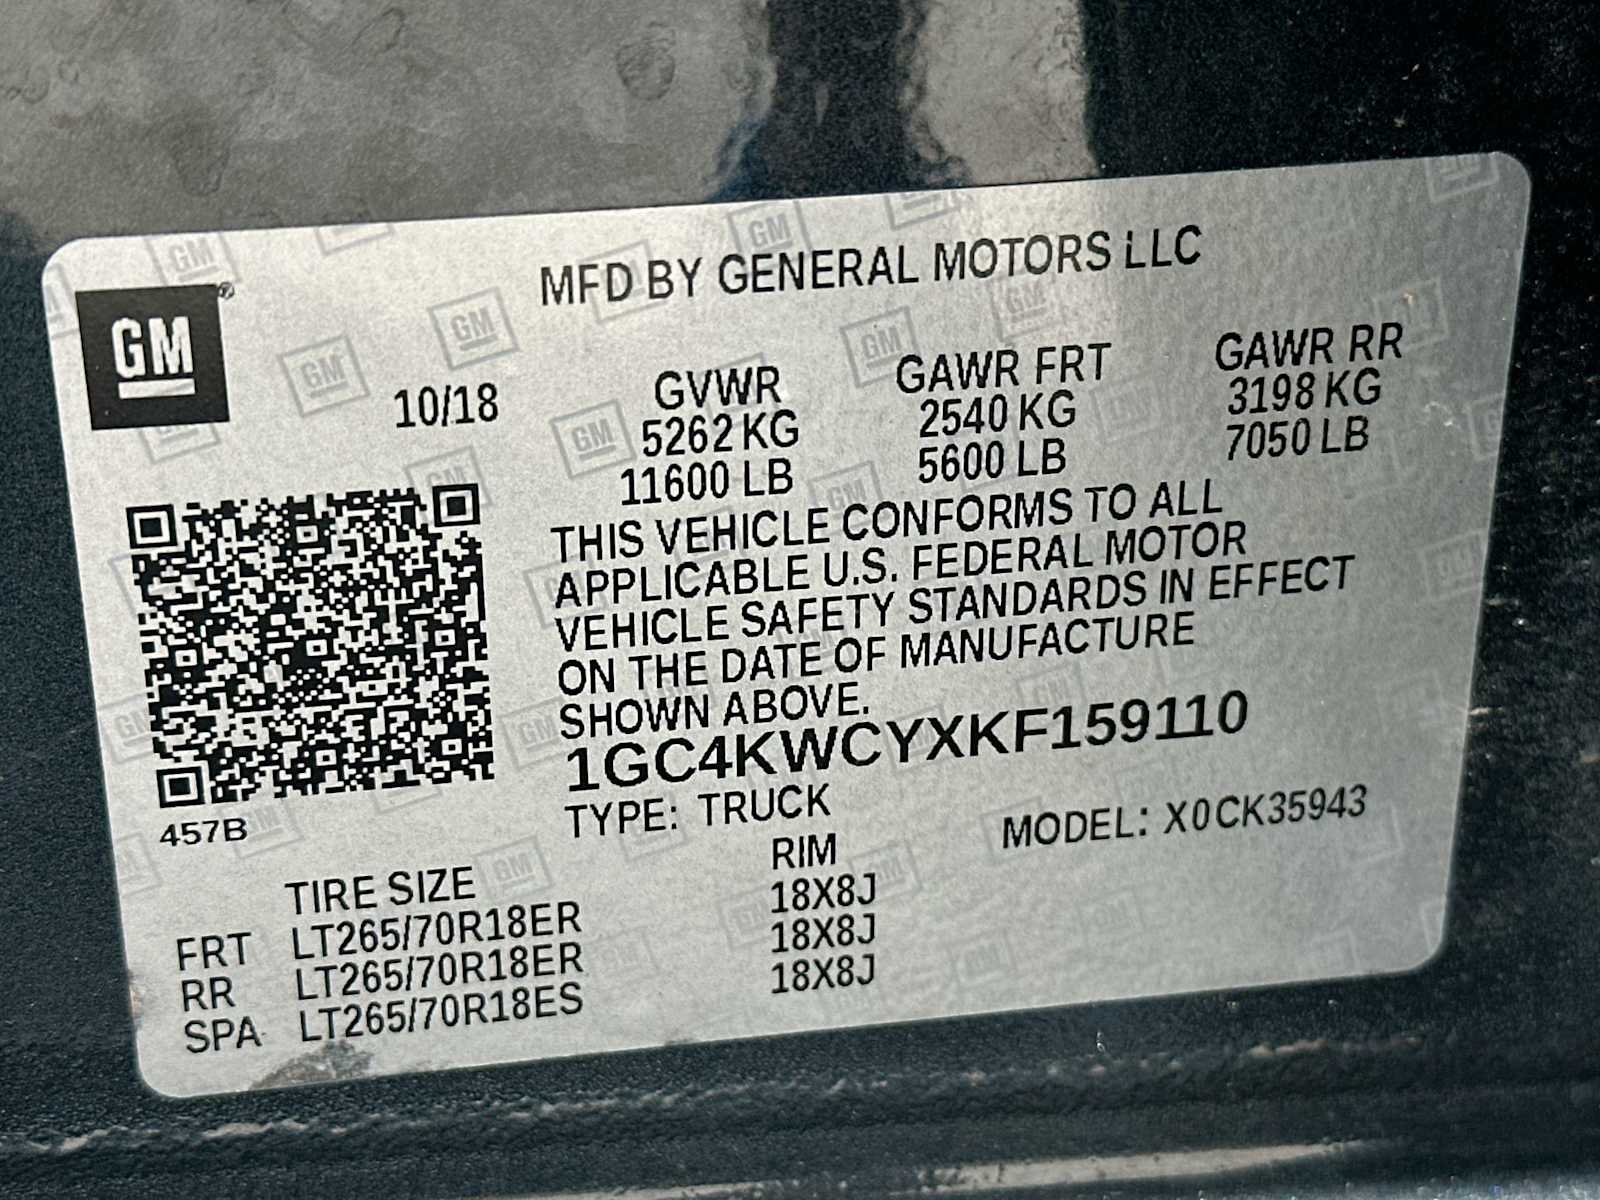 GM
MFD BY GENERAL MOTORS LLC
10/18
GVWR GAWR FRT GAWR RR
5262 KG 2540 KG 3198 KG
11600 LB 5600 LB 7050 LB
THIS VEHICLE CONFORMS TO ALL
APPLICABLE U.S. FEDERAL MOTOR
VEHICLE SAFETY STANDARDS IN EFFECT
ON THE DATE OF MANUFACTURE
SHOWN ABOVE.
1GC4KWCYXKF159110
457B
TYPE: TRUCK MODEL: X0CK35943
TIRE SIZE RIM
FRT LT265/70R18ER 18X8J
RR LT265/70R18ER 18X8J
SPA LT265/70R18ES 18X8J